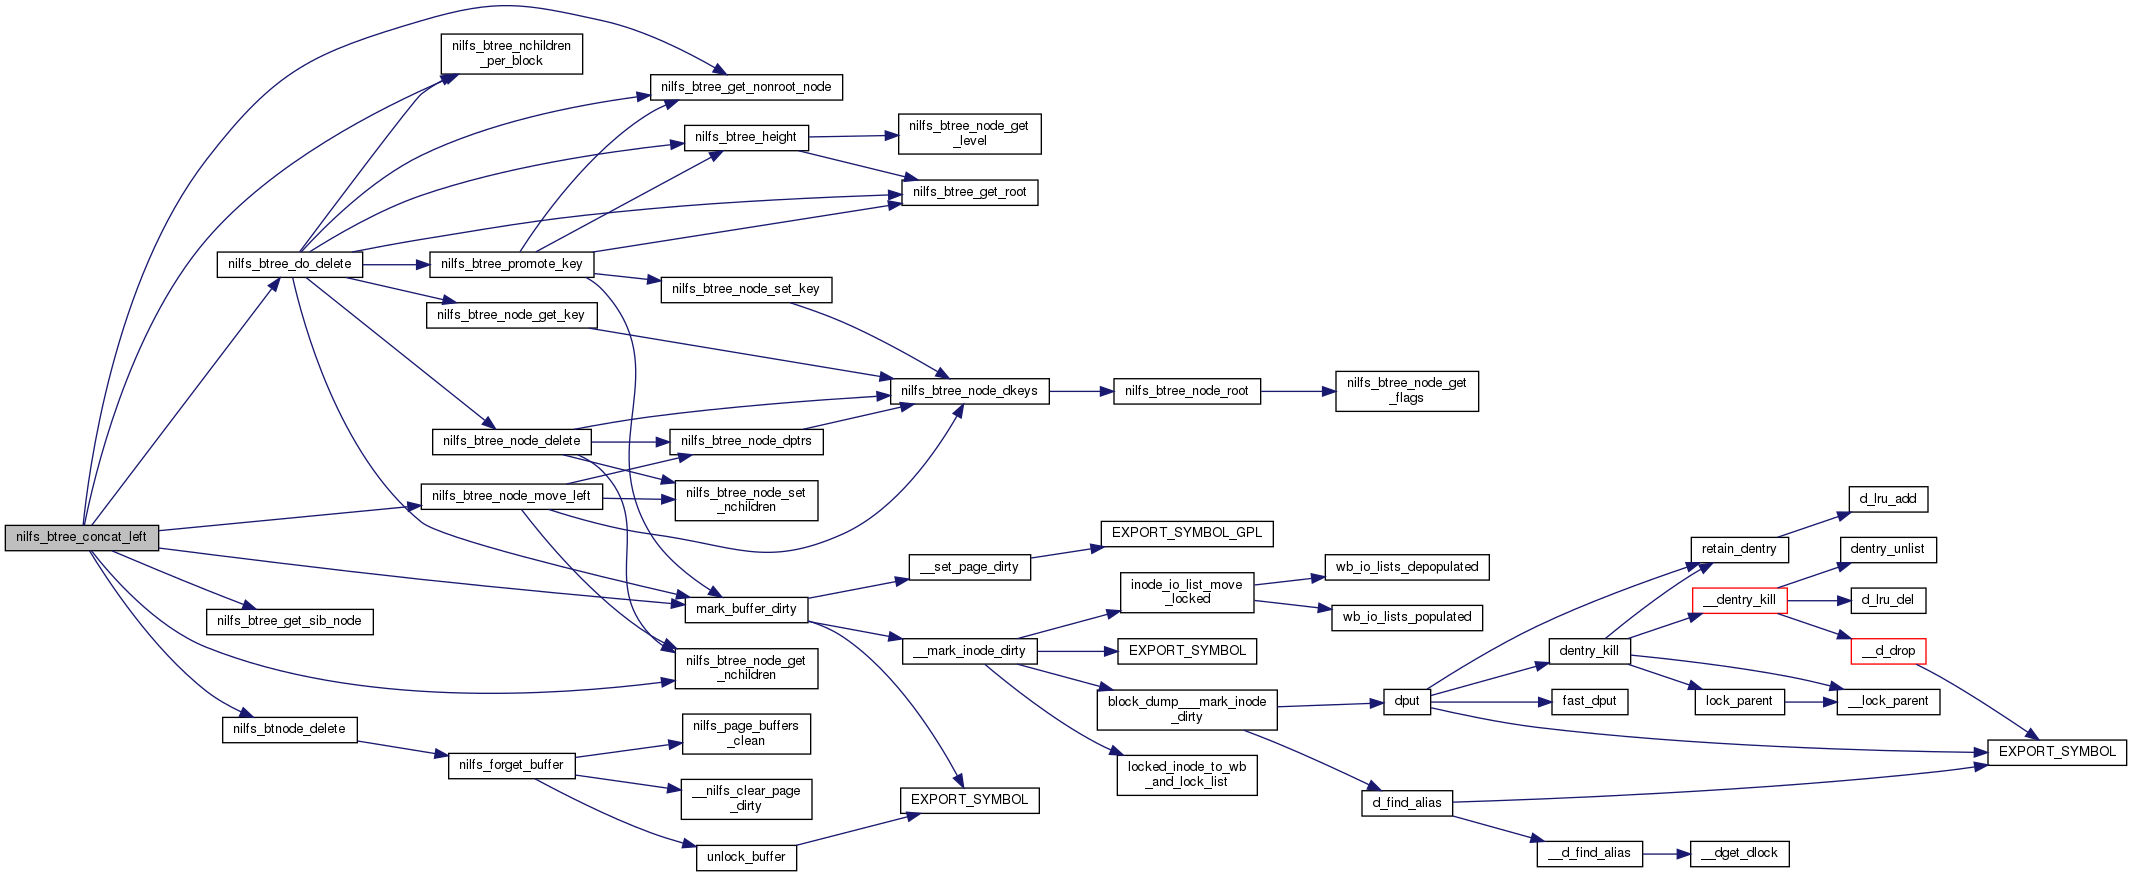 nilfs_btree_concat_left
nilfs_btree_do_delete
nilfs_btree_get_sib_node
nilfs_btnode_delete
nilfs_btree_nchildren
_per_block
nilfs_btree_promote_key
nilfs_btree_node_get_key
nilfs_btree_node_delete
nilfs_btree_node_move_left
nilfs_forget_buffer
nilfs_btree_get_nonroot_node
nilfs_btree_height
nilfs_btree_node_set_key
nilfs_btree_node_dptrs
nilfs_btree_node_set
_nchildren
mark_buffer_dirty
nilfs_btree_node_get
_nchildren
nilfs_page_buffers
_clean
__nilfs_clear_page
_dirty
unlock_buffer
nilfs_btree_node_get
_level
nilfs_btree_get_root
nilfs_btree_node_dkeys
__set_page_dirty
__mark_inode_dirty
EXPORT_SYMBOL
nilfs_btree_node_root
EXPORT_SYMBOL_GPL
inode_io_list_move
_locked
EXPORT_SYMBOL
block_dump___mark_inode
_dirty
locked_inode_to_wb
_and_lock_list
nilfs_btree_node_get
_flags
wb_io_lists_depopulated
wb_io_lists_populated
dput
d_find_alias
dentry_kill
fast_dput
__d_find_alias
retain_dentry
__dentry_kill
lock_parent
__dget_dlock
d_lru_add
dentry_unlist
d_lru_del
__d_drop
__lock_parent
EXPORT_SYMBOL